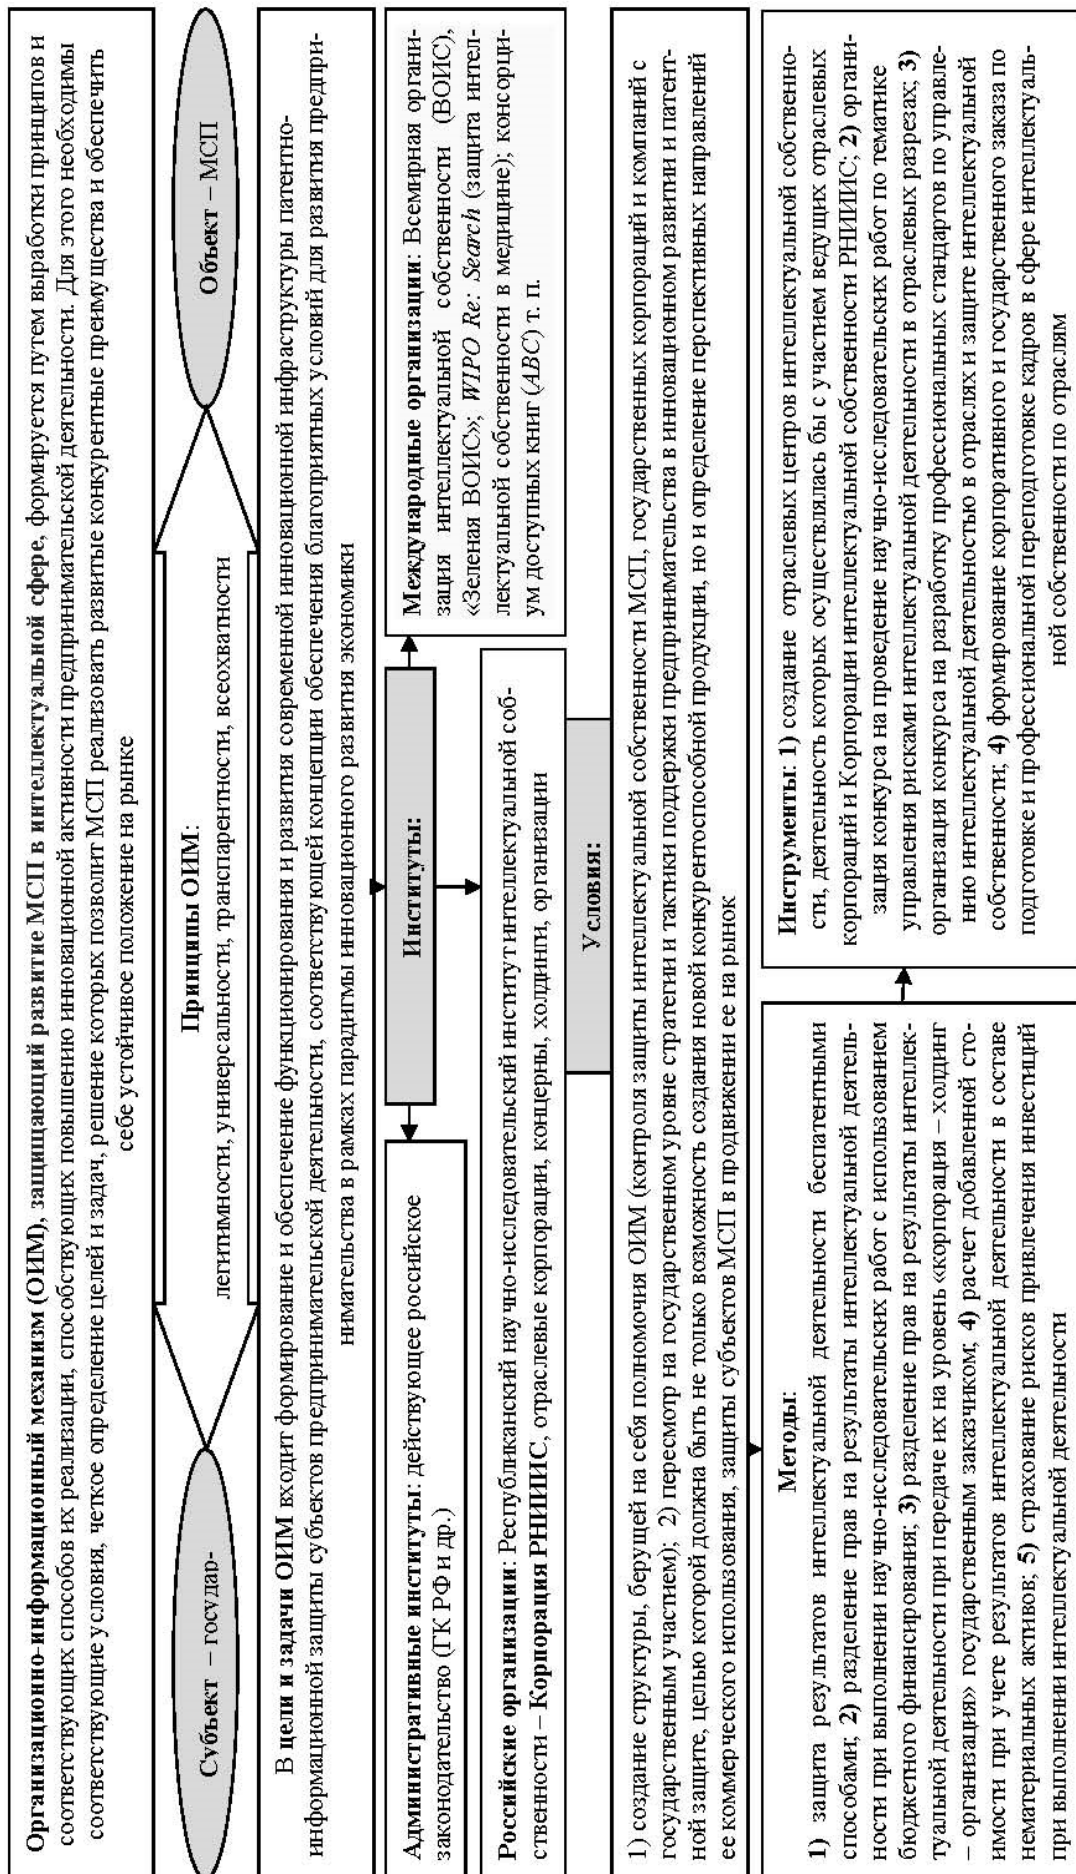 Организационно-информационный механизм (ОИМ), защищающий развитие МСП в интеллектуальной сфере, формируется путем выработки принципов и
соответствующих способов их реализации, способствующих повышению инновационной активности предпринимательской деятельности. Для этого необходимы
соответствующие условия, четкое определение целей и задач, решение которых позволит МСП реализовать развитые конкурентные преимущества и обеспечить
себе устойчивое положение на рынке
Субъект – государ-
Принципы ОИМ:
легитимности, универсальности, транспарентности, всеохватности
Объект – МСП
В цели и задачи ОИМ входит формирование и обеспечение функционирования и развития современной инновационной инфраструктуры патентно-
информационной защиты субъектов предпринимательской деятельности, соответствующей концепции обеспечения благоприятных условий для развития предпри-
нимательства в рамках парадигмы инновационного развития экономики
Административные институты: действующее российское
законодательство (ГК РФ и др.)
Институты:
Международные организации: Всемирная органи-
зация интеллектуальной собственности (ВОИС),
«Зеленая ВОИС»; WIPO Re: Search (защита интел-
лектуальной собственности в медицине); консорци-
ум доступных книг (ABC) т. п.
Российские организации: Республиканский научно-исследовательский институт интеллектуальной соб-
ственности – Корпорация РНИИИС, отраслевые корпорации, концерны, холдинги, организации
Условия:
1) создание структуры, берущей на себя полномочия ОИМ (контроля защиты интеллектуальной собственности МСП, государственных корпораций и компаний с
государственным участием); 2) пересмотр на государственном уровне стратегии и тактики поддержки предпринимательства в инновационном развитии и патент-
ной защите, целью которой должна быть не только возможность создания новой конкурентоспособной продукции, но и определение перспективных направлений
ее коммерческого использования, защиты субъектов МСП в продвижении ее на рынок
Методы:
1) защита результатов интеллектуальной деятельности беспатентными
способами; 2) разделение прав на результаты интеллектуальной деятель-
ности при выполнении научно-исследовательских работ с использованием
бюджетного финансирования; 3) разделение прав на результаты интеллек-
туальной деятельности при передаче их на уровень «корпорация – холдинг
– организация» государственным заказчиком; 4) расчет добавленной сто-
имости при учете результатов интеллектуальной деятельности в составе
нематериальных активов; 5) страхование рисков привлечения инвестиций
при выполнении интеллектуальной деятельности
Инструменты: 1) создание отраслевых центров интеллектуальной собственно-
сти, деятельность которых осуществлялась бы с участием ведущих отраслевых
корпораций и Корпорации интеллектуальной собственности РНИИИС; 2) органи-
зация конкурса на проведение научно-исследовательских работ по тематике
управления рисками интеллектуальной деятельности в отраслевых разрезах; 3)
организация конкурса на разработку профессиональных стандартов по управле-
нию интеллектуальной деятельностью в отраслях и защите интеллектуальной
собственности; 4) формирование корпоративного и государственного заказа по
подготовке и профессиональной переподготовке кадров в сфере интеллектуаль-
ной собственности по отраслям